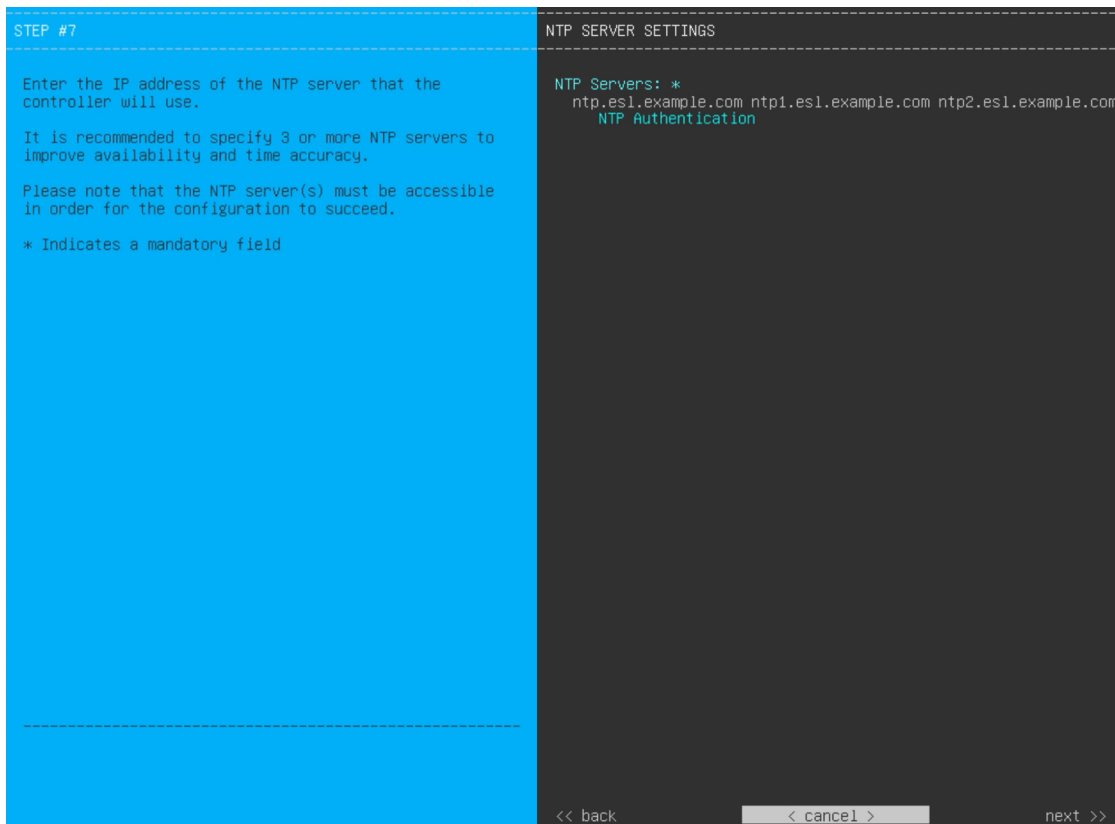 STEP #7
Enter the IP address of the NTP server that the
controller will use.
It is recommended to specify 3 or more NTP servers to
improve availability and time accuracy.
Please note that the NTP server(s) must be accessible
in order for the configuration to succeed.
* Indicates a mandatory field
NTP SERVER SETTINGS
NTP Servers: *
ntp.esl.example.com ntp1.esl.example.com ntp2.esl.example.com
NTP Authentication
<< back < cancel > next >>